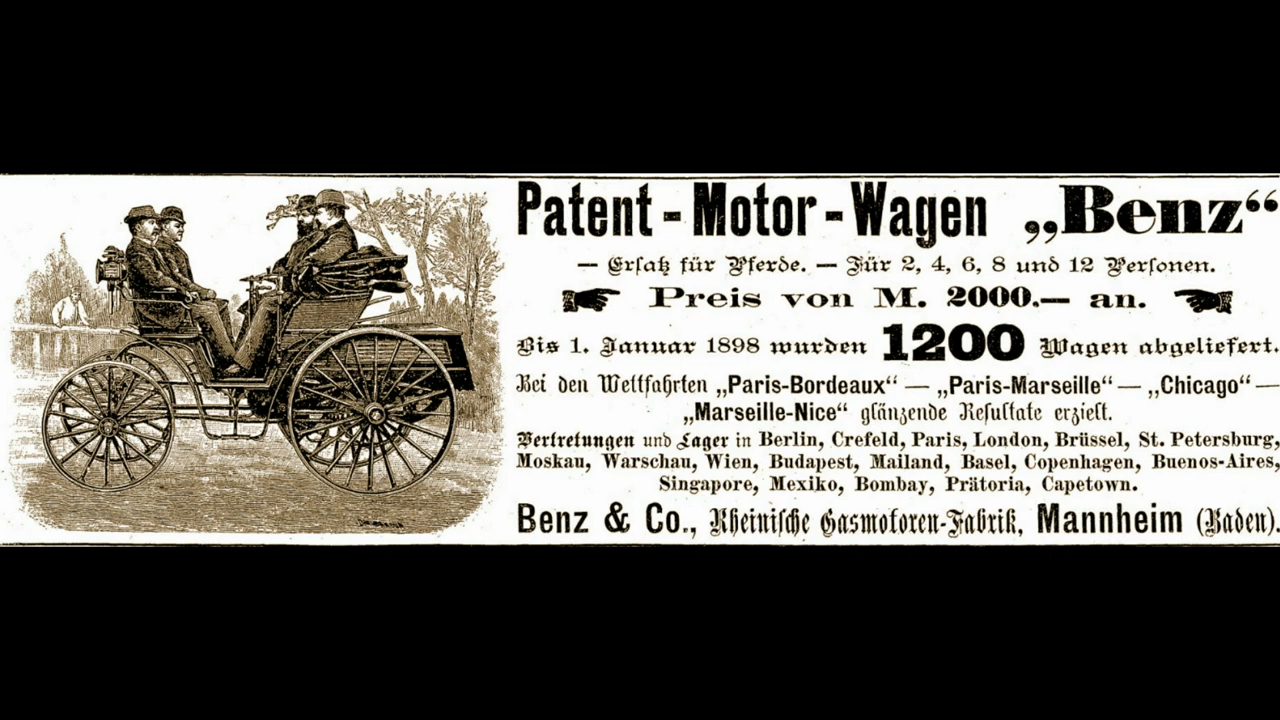 Patent-Motor-Wagen „Benz“
— Ersatz für Pferde. — Für 2, 4, 6, 8 und 12 Personen.
Preis von M. 2000.— an.
Bis 1. Januar 1898 wurden 1200 Wagen abgeliefert.
Bei den Wettfahrten „Paris-Bordeaux“ — „Paris-Marseille“ — „Chicago“ —
„Marseille-Nice“ glänzende Resultate erzielt.
Vertretungen und Lager in Berlin, Crefeld, Paris, London, Brüssel, St. Petersburg,
Moskau, Warschau, Wien, Budapest, Mailand, Basel, Copenhagen, Buenos-Aires,
Singapore, Mexiko, Bombay, Prätoria, Capetown.
Benz & Co., Rheinische Gasmotoren-Fabrik, Mannheim (Baden).